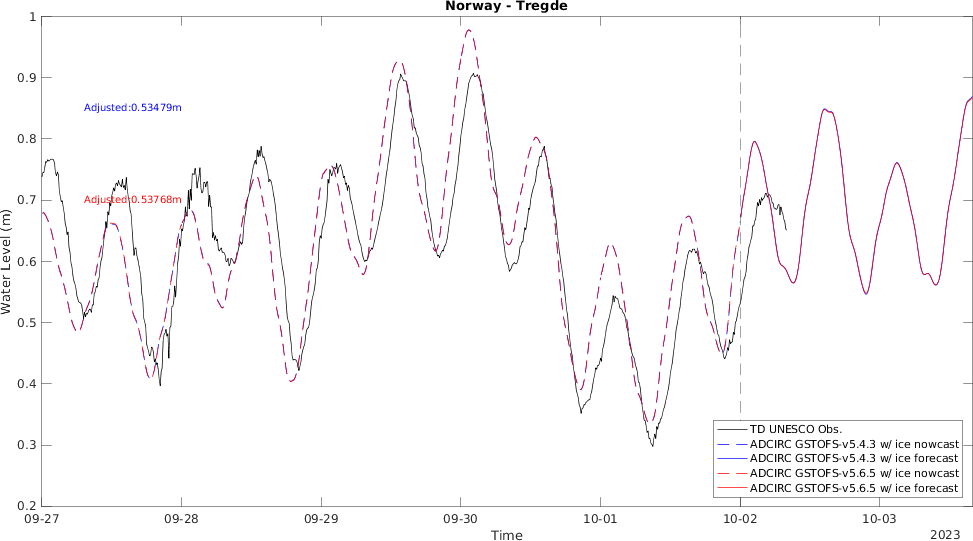 Norway - Tregde
1
0.9
0.8
0.7
0.6
0.5
0.4
0.3
0.2
Water Level (m)
Adjusted:0.53479m
Adjusted:0.53768m
TD UNESCO Obs.
ADCIRC GSTOFS-v5.4.3 w/ ice nowcast
ADCIRC GSTOFS-v5.4.3 w/ ice forecast
ADCIRC GSTOFS-v5.6.5 w/ ice nowcast
ADCIRC GSTOFS-v5.6.5 w/ ice forecast
09-27 09-28 09-29 09-30 10-01 10-02 10-03
Time
2023